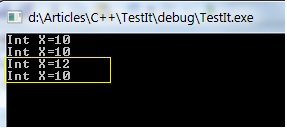 d:\Articles\C++\TestIt\debug\TestIt.exe
Int X=10
Int X=10
Int X=12
Int X=10